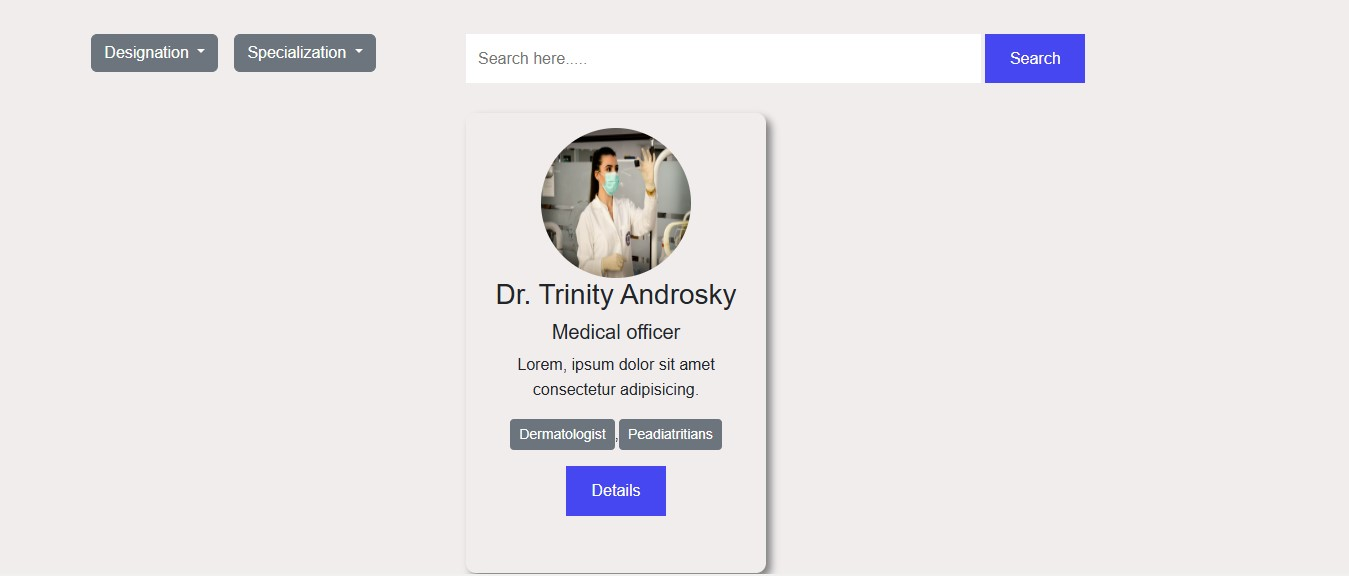 Designation
Specialization
Search here.....
Search
Dr. Trinity Androsky
Medical officer
Lorem, ipsum dolor sit amet
consectetur adipisicing.
Dermatologist , Peadiatritians
Details